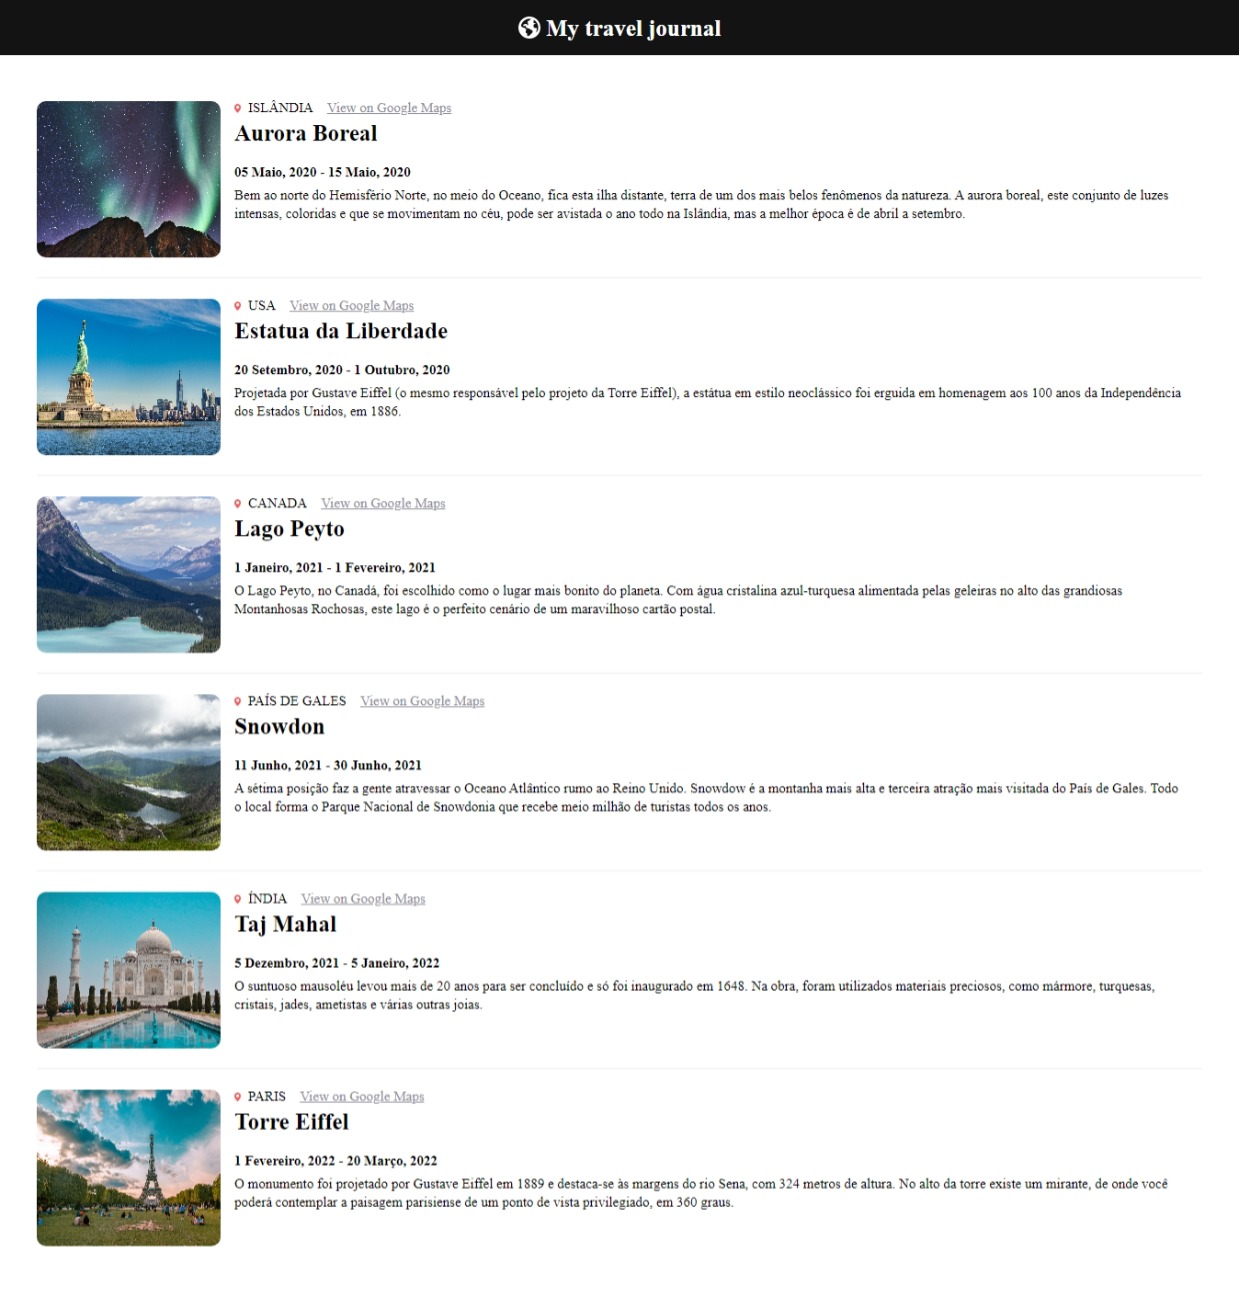 My travel journal
ISLÂNDIA View on Google Maps
Aurora Boreal
05 Maio, 2020 - 15 Maio, 2020
Bem ao norte do Hemisfério Norte, no meio do Oceano, fica esta ilha distante, terra de um dos mais belos fenômenos da natureza. A aurora boreal, este conjunto de luzes
intensas, coloridas e que se movimentam no céu, pode ser avistada o ano todo na Islândia, mas a melhor época é de abril a setembro.
USA View on Google Maps
Estatua da Liberdade
20 Setembro, 2020 - 1 Outubro, 2020
Projetada por Gustave Eiffel (o mesmo responsável pelo projeto da Torre Eiffel), a estátua em estilo neoclássico foi erguida em homenagem aos 100 anos da Independência
dos Estados Unidos, em 1886.
CANADA View on Google Maps
Lago Peyto
1 Janeiro, 2021 - 1 Fevereiro, 2021
O Lago Peyto, no Canadá, foi escolhido como o lugar mais bonito do planeta. Com água cristalina azul-turquesa alimentada pelas geleiras no alto das grandiosas
Montanhosas Rochosas, este lago é o perfeito cenário de um maravilhoso cartão postal.
PAÍS DE GALES View on Google Maps
Snowdon
11 Junho, 2021 - 30 Junho, 2021
A sétima posição faz a gente atravessar o Oceano Atlântico rumo ao Reino Unido. Snowdow é a montanha mais alta e terceira atração mais visitada do País de Gales. Todo
o local forma o Parque Nacional de Snowdonia que recebe meio milhão de turistas todos os anos.
ÍNDIA View on Google Maps
Taj Mahal
5 Dezembro, 2021 - 5 Janeiro, 2022
O suntuoso mausoléu levou mais de 20 anos para ser concluído e só foi inaugurado em 1648. Na obra, foram utilizados materiais preciosos, como mármore, turquesas,
cristais, jades, ametistas e várias outras joias.
PARIS View on Google Maps
Torre Eiffel
1 Fevereiro, 2022 - 20 Março, 2022
O monumento foi projetado por Gustave Eiffel em 1889 e destaca-se às margens do rio Sena, com 324 metros de altura. No alto da torre existe um mirante, de onde você
poderá contemplar a paisagem parisiense de um ponto de vista privilegiado, em 360 graus.